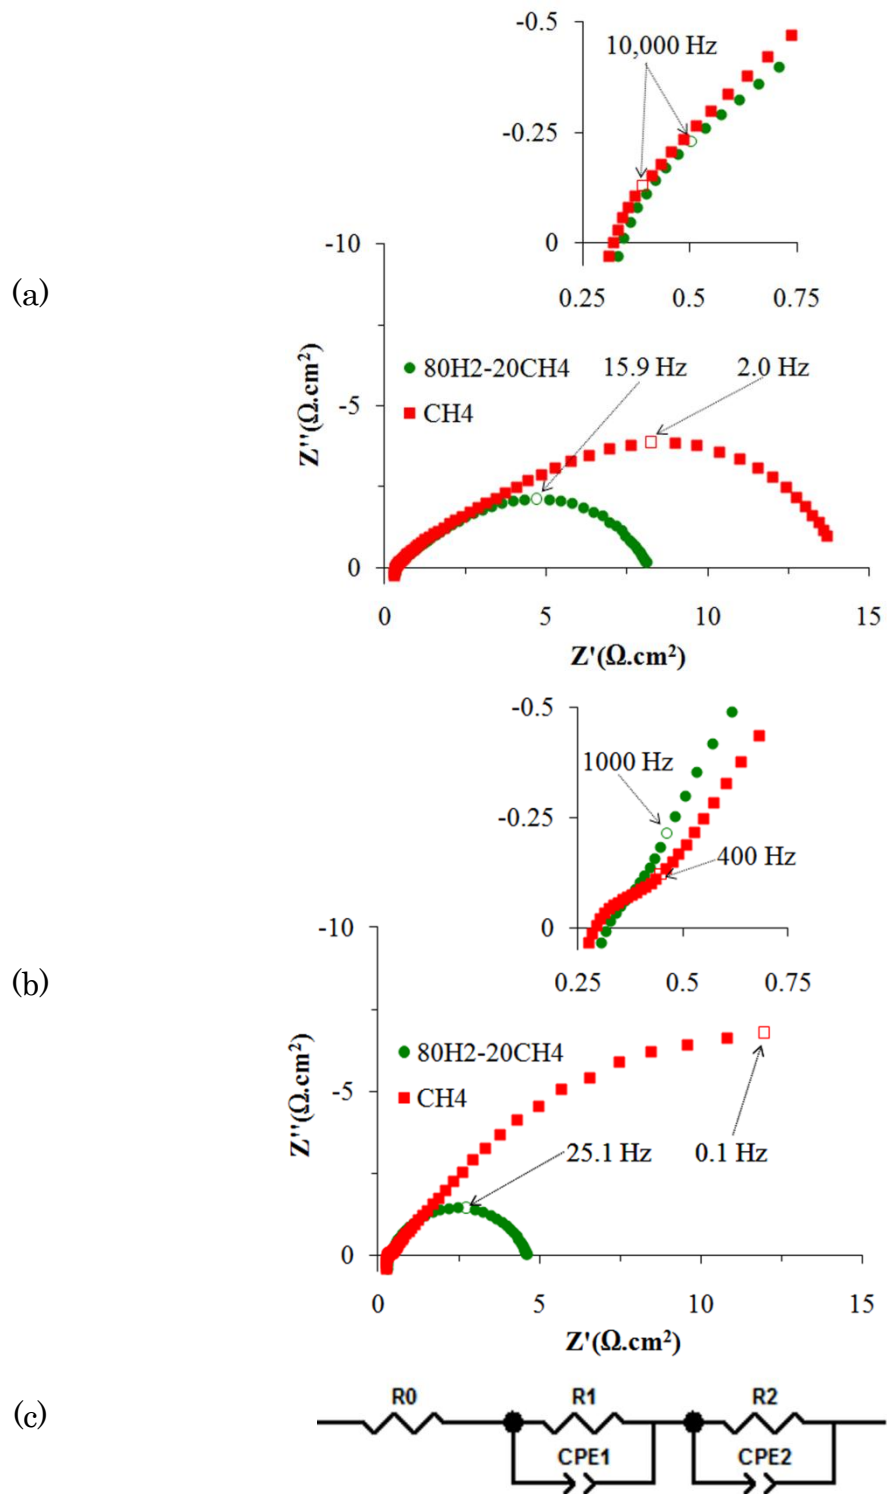 (a)
-0.5
10,000 Hz
-0.25
0
0.25 0.5 0.75
-10
80H2-20CH4
CH4
15.9 Hz
2.0 Hz
-5
0
Z''(Ω.cm²)
0 5 10 15
Z'(Ω.cm²)
(b)
-0.5
1000 Hz
-0.25
400 Hz
0
0.25 0.5 0.75
-10
80H2-20CH4
CH4
-5
25.1 Hz
0.1 Hz
0
Z''(Ω.cm²)
0 5 10 15
Z'(Ω.cm²)
(c)
R0 R1 R2
CPE1 CPE2